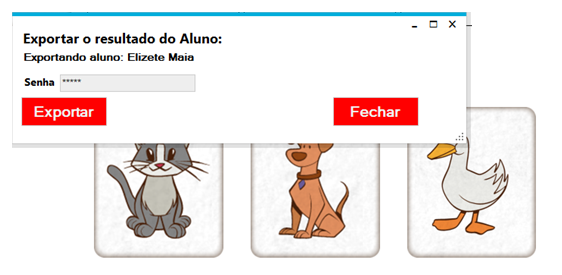 Exportar o resultado do Aluno:
Exportando aluno: Elizete Maia
Senha *****
Exportar Fechar